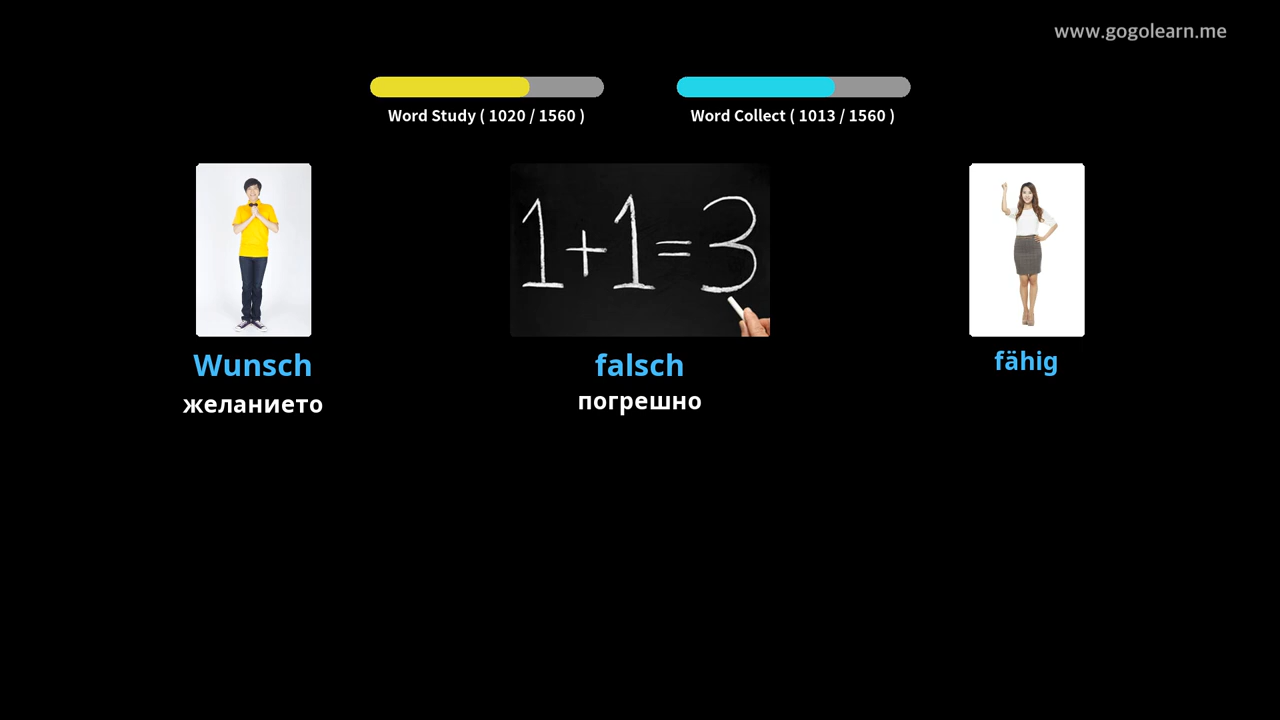 www.gogolearn.me
Word Study ( 1020 / 1560 )
Word Collect ( 1013 / 1560 )
1+1=3
Wunsch
falsch
fähig
желанието
погрешно